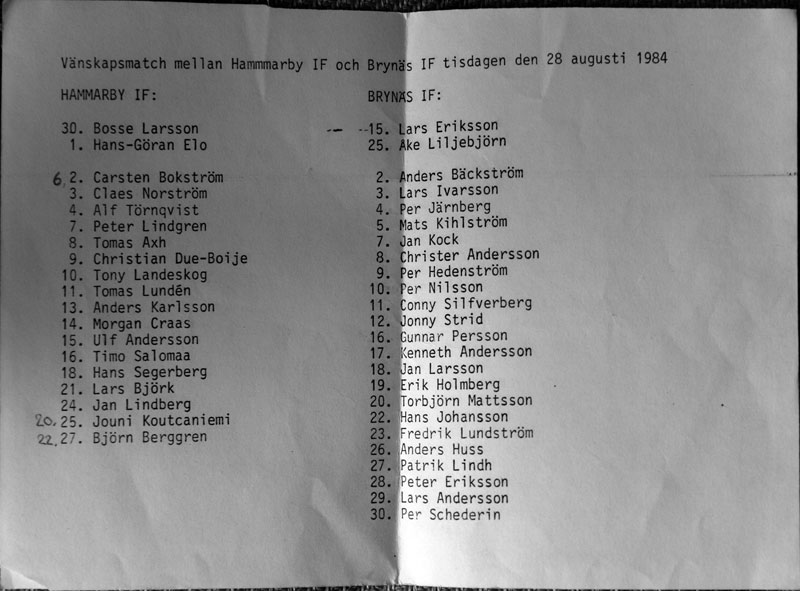 Vänskapsmatch mellan Hammmarby IF och Brynäs IF tisdagen den 28 augusti 1984
HAMMARBY IF:
30. Bosse Larsson
1. Hans-Göran Elo
6. 2. Carsten Bokström
3. Claes Norström
4. Alf Törnqvist
7. Peter Lindgren
8. Tomas Axh
9. Christian Due-Boije
10. Tony Landeskog
11. Tomas Lundén
13. Anders Karlsson
14. Morgan Craas
15. Ulf Andersson
16. Timo Salomaa
18. Hans Segerberg
21. Lars Björk
24. Jan Lindberg
20. 25. Jouni Koutcaniemi
22. 27. Björn Berggren
BRYNÄS IF:
-- --15. Lars Eriksson
25. Åke Liljebjörn
2. Anders Bäckström
3. Lars Ivarsson
4. Per Järnberg
5. Mats Kihlström
7. Jan Kock
8. Christer Andersson
9. Per Hedenström
10. Per Nilsson
11. Conny Silfverberg
12. Jonny Strid
16. Gunnar Persson
17. Kenneth Andersson
18. Jan Larsson
19. Erik Holmberg
20. Torbjörn Mattsson
22. Hans Johansson
23. Fredrik Lundström
26. Anders Huss
27. Patrik Lindh
28. Peter Eriksson
29. Lars Andersson
30. Per Schederin